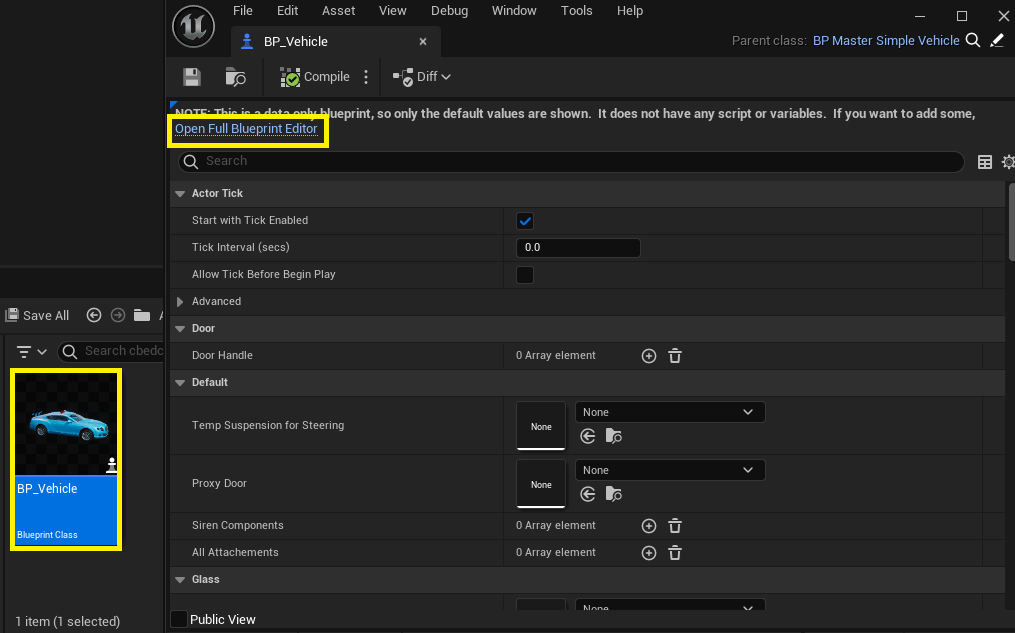 File Edit Asset View Debug Window Tools Help
BP_Vehicle
Parent class: BP Master Simple Vehicle
Compile Diff
NOTE: This is a data only blueprint, so only the default values are shown. It does not have any script or variables. If you want to add some,
Open Full Blueprint Editor
Search
Actor Tick
Start with Tick Enabled
Tick Interval (secs) 0.0
Allow Tick Before Begin Play
Advanced
Door
Door Handle 0 Array element
Default
Temp Suspension for Steering None None
Proxy Door None None
Siren Components 0 Array element
All Attachements 0 Array element
Glass
None
Public View
Save All A
Search cbedc
BP_Vehicle
Blueprint Class
1 item (1 selected)